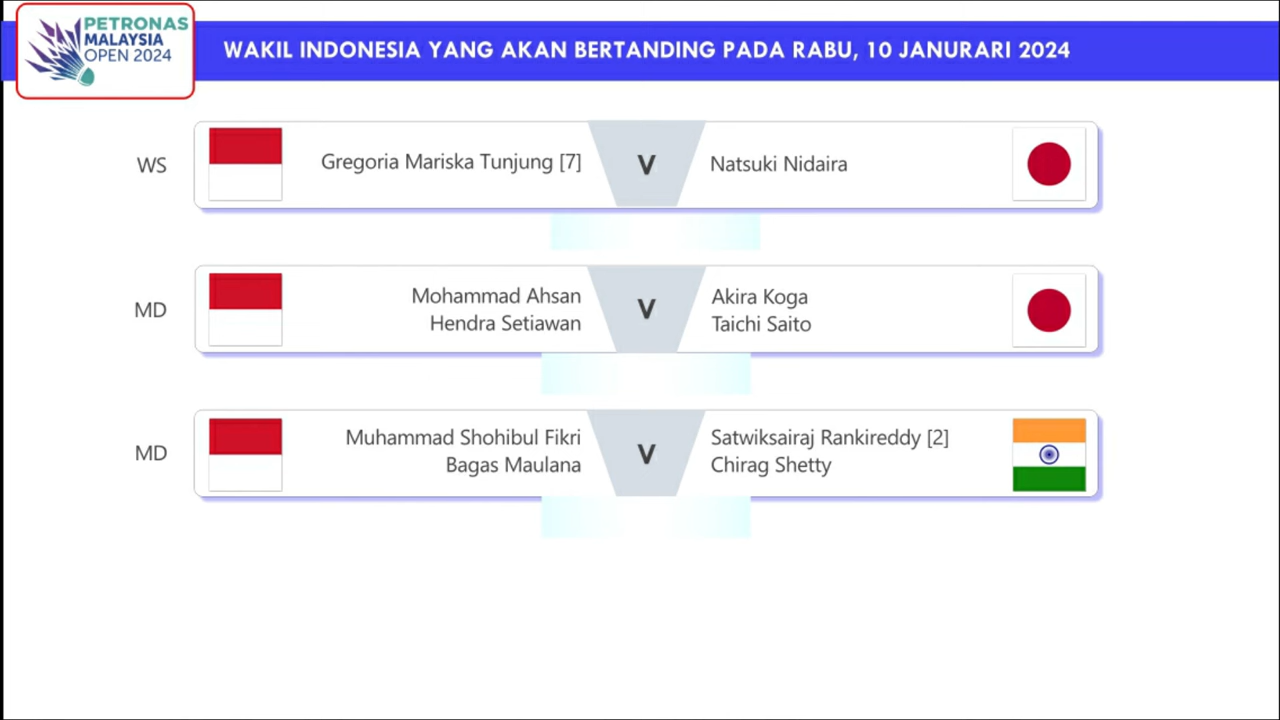 PETRONAS
MALAYSIA
OPEN 2024
WAKIL INDONESIA YANG AKAN BERTANDING PADA RABU, 10 JANURARI 2024
WS
Gregoria Mariska Tunjung [7]
V
Natsuki Nidaira
MD
Mohammad Ahsan
Hendra Setiawan
V
Akira Koga
Taichi Saito
MD
Muhammad Shohibul Fikri
Bagas Maulana
V
Satwiksairaj Rankireddy [2]
Chirag Shetty